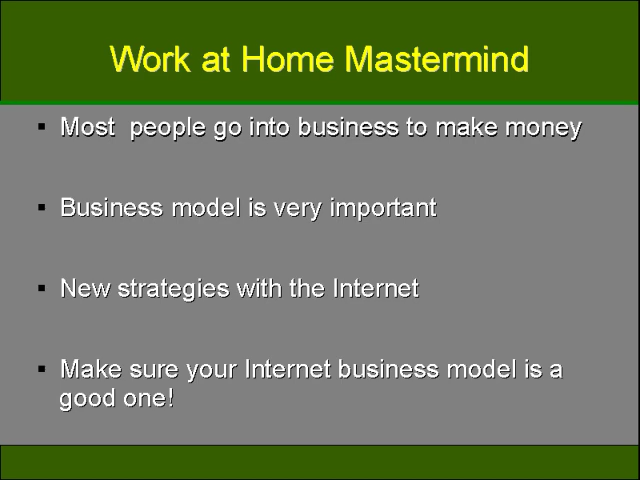 Work at Home Mastermind
▪ Most  people go into business to make money
▪ Business model is very important
▪ New strategies with the Internet
▪ Make sure your Internet business model is a
good one!